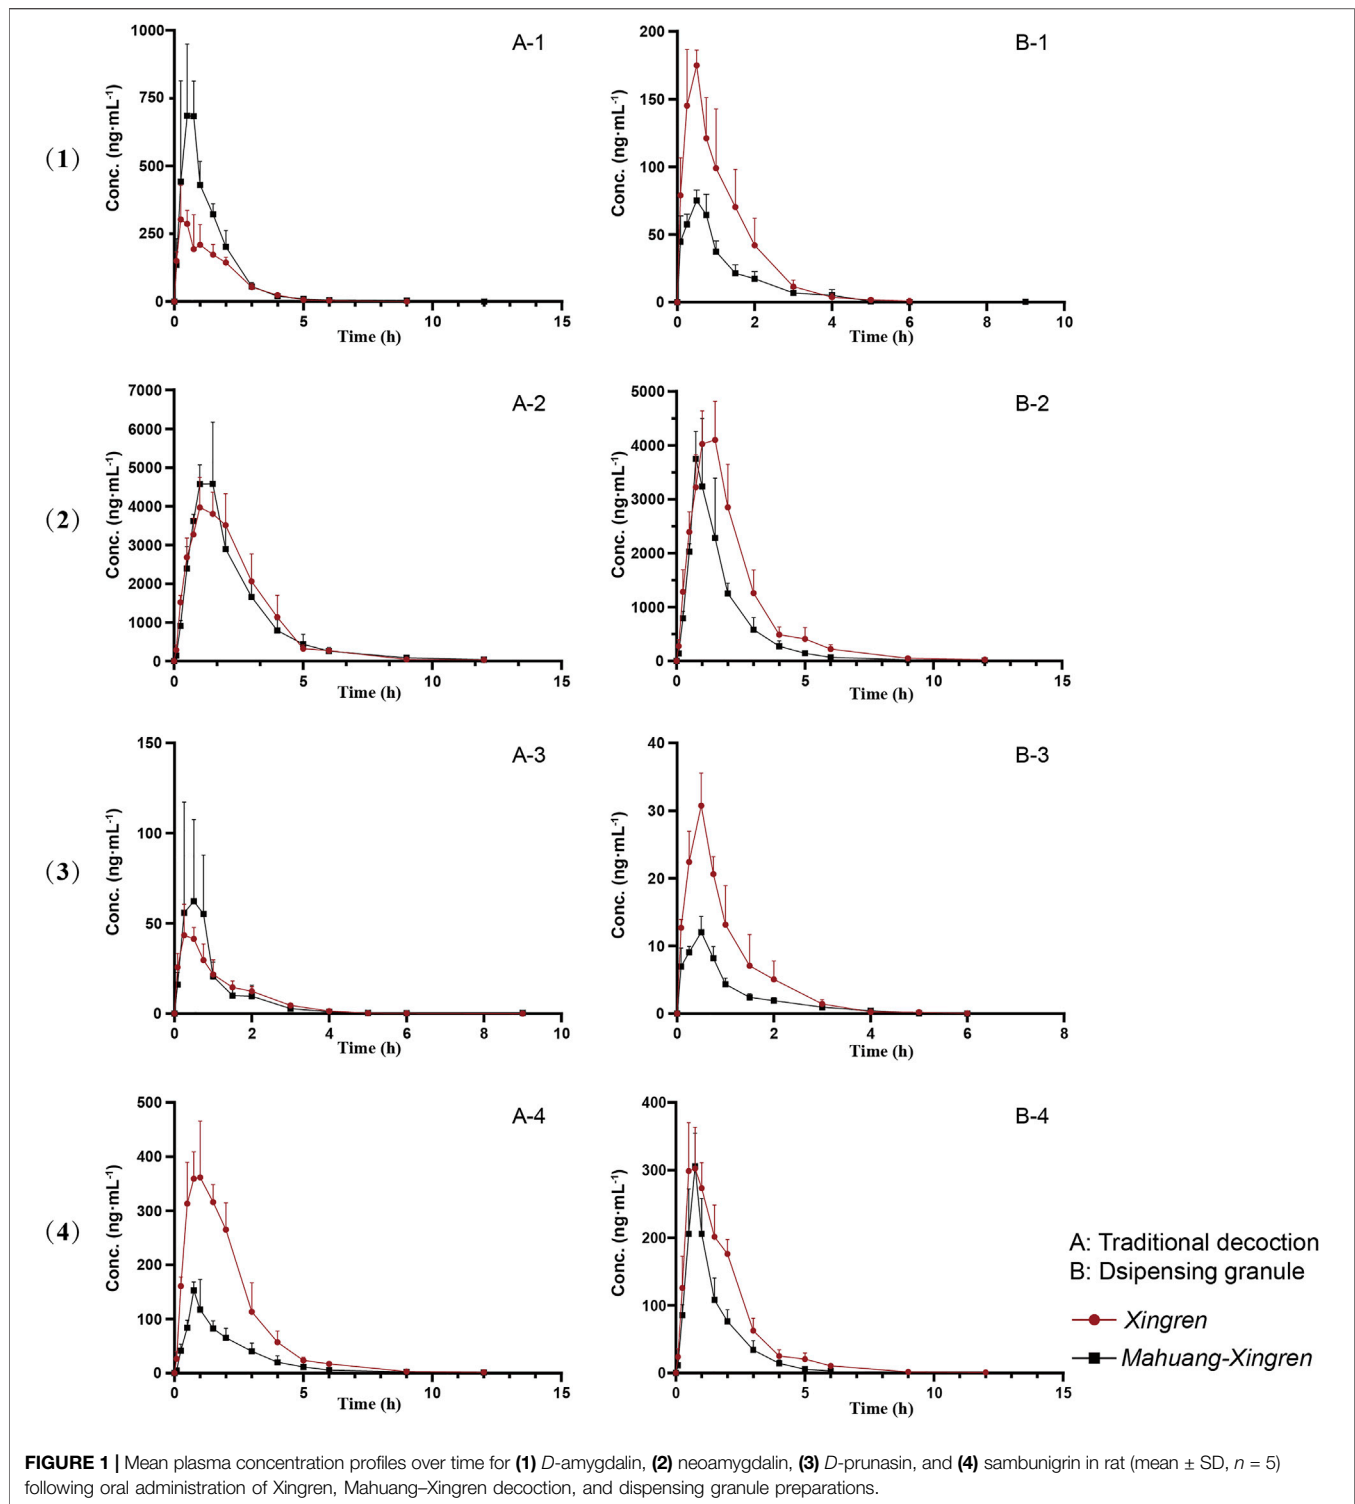 A-1
1000
750
500
250
0
Conc. (ng·mL-1)
0 5 10 15
Time (h)
B-1
200
150
100
50
0
Conc. (ng·mL-1)
0 2 4 6 8 10
Time (h)
(1)
A-2
7000
6000
5000
4000
3000
2000
1000
0
Conc. (ng·mL-1)
0 5 10 15
Time (h)
B-2
5000
4000
3000
2000
1000
0
Conc. (ng·mL-1)
0 5 10 15
Time (h)
(2)
A-3
150
100
50
0
Conc. (ng·mL-1)
0 2 4 6 8 10
Time (h)
B-3
40
30
20
10
0
Conc. (ng·mL-1)
0 2 4 6 8
Time (h)
(3)
A-4
500
400
300
200
100
0
Conc. (ng·mL-1)
0 5 10 15
Time (h)
B-4
400
300
200
100
0
Conc. (ng·mL-1)
0 5 10 15
Time (h)
(4)
A: Traditional decoction
B: Dsipensing granule
Xingren
Mahuang-Xingren
FIGURE 1 | Mean plasma concentration profiles over time for (1) D-amygdalin, (2) neoamygdalin, (3) D-prunasin, and (4) sambunigrin in rat (mean ± SD, n = 5)
following oral administration of Xingren, Mahuang–Xingren decoction, and dispensing granule preparations.